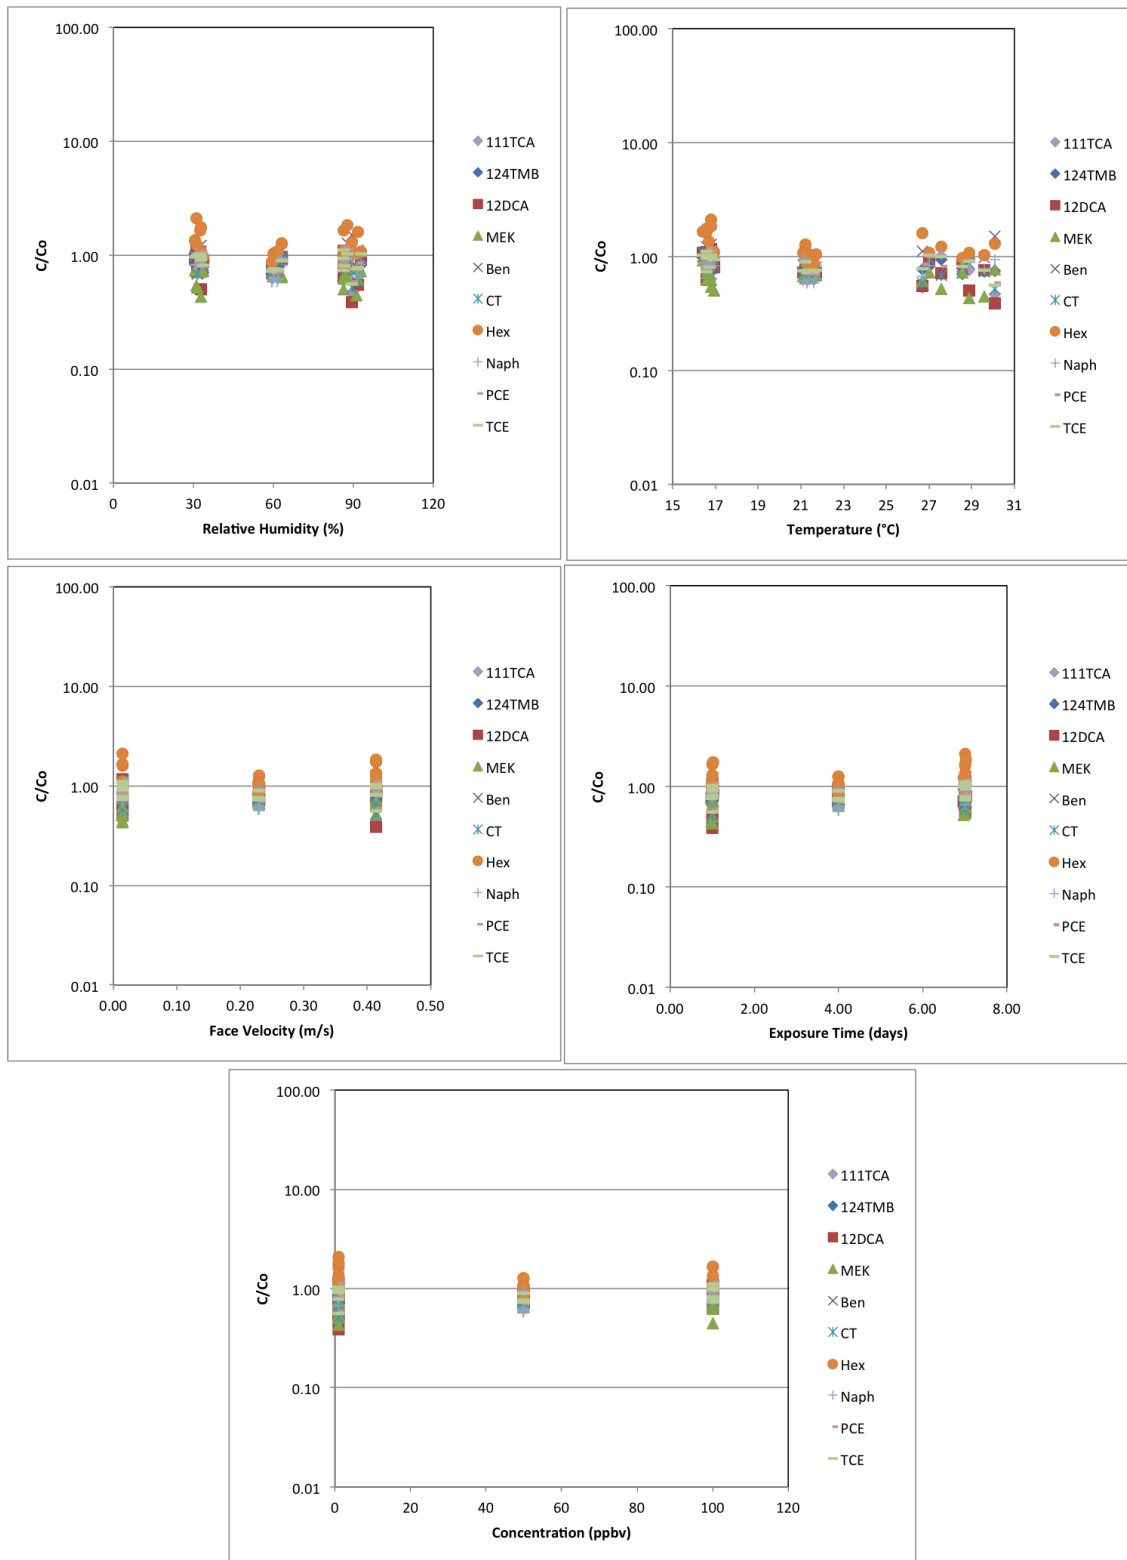 100.00
10.00
1.00
0.10
0.01
C/Co
0
30
60
90
120
Relative Humidity (%)
111TCA
124TMB
12DCA
MEK
Ben
CT
Hex
Naph
PCE
TCE
100.00
10.00
1.00
0.10
0.01
C/Co
15
17
19
21
23
25
27
29
31
Temperature (°C)
111TCA
124TMB
12DCA
MEK
Ben
CT
Hex
Naph
PCE
TCE
100.00
10.00
1.00
0.10
0.01
C/Co
0.00
0.10
0.20
0.30
0.40
0.50
Face Velocity (m/s)
111TCA
124TMB
12DCA
MEK
Ben
CT
Hex
Naph
PCE
TCE
100.00
10.00
1.00
0.10
0.01
C/Co
0.00
2.00
4.00
6.00
8.00
Exposure Time (days)
111TCA
124TMB
12DCA
MEK
Ben
CT
Hex
Naph
PCE
TCE
100.00
10.00
1.00
0.10
0.01
C/Co
0
20
40
60
80
100
120
Concentration (ppbv)
111TCA
124TMB
12DCA
MEK
Ben
CT
Hex
Naph
PCE
TCE